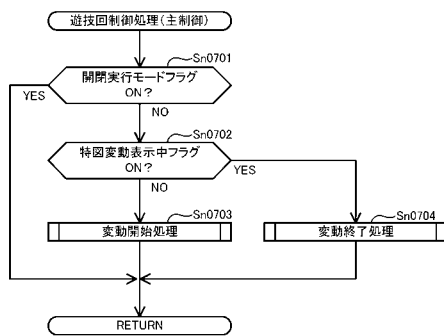 遊技回制御処理(主制御)
Sn0701
開閉実行モードフラグ
ON?
YES
NO
Sn0702
特図変動表示中フラグ
ON?
YES
NO
Sn0703
変動開始処理
Sn0704
変動終了処理
RETURN